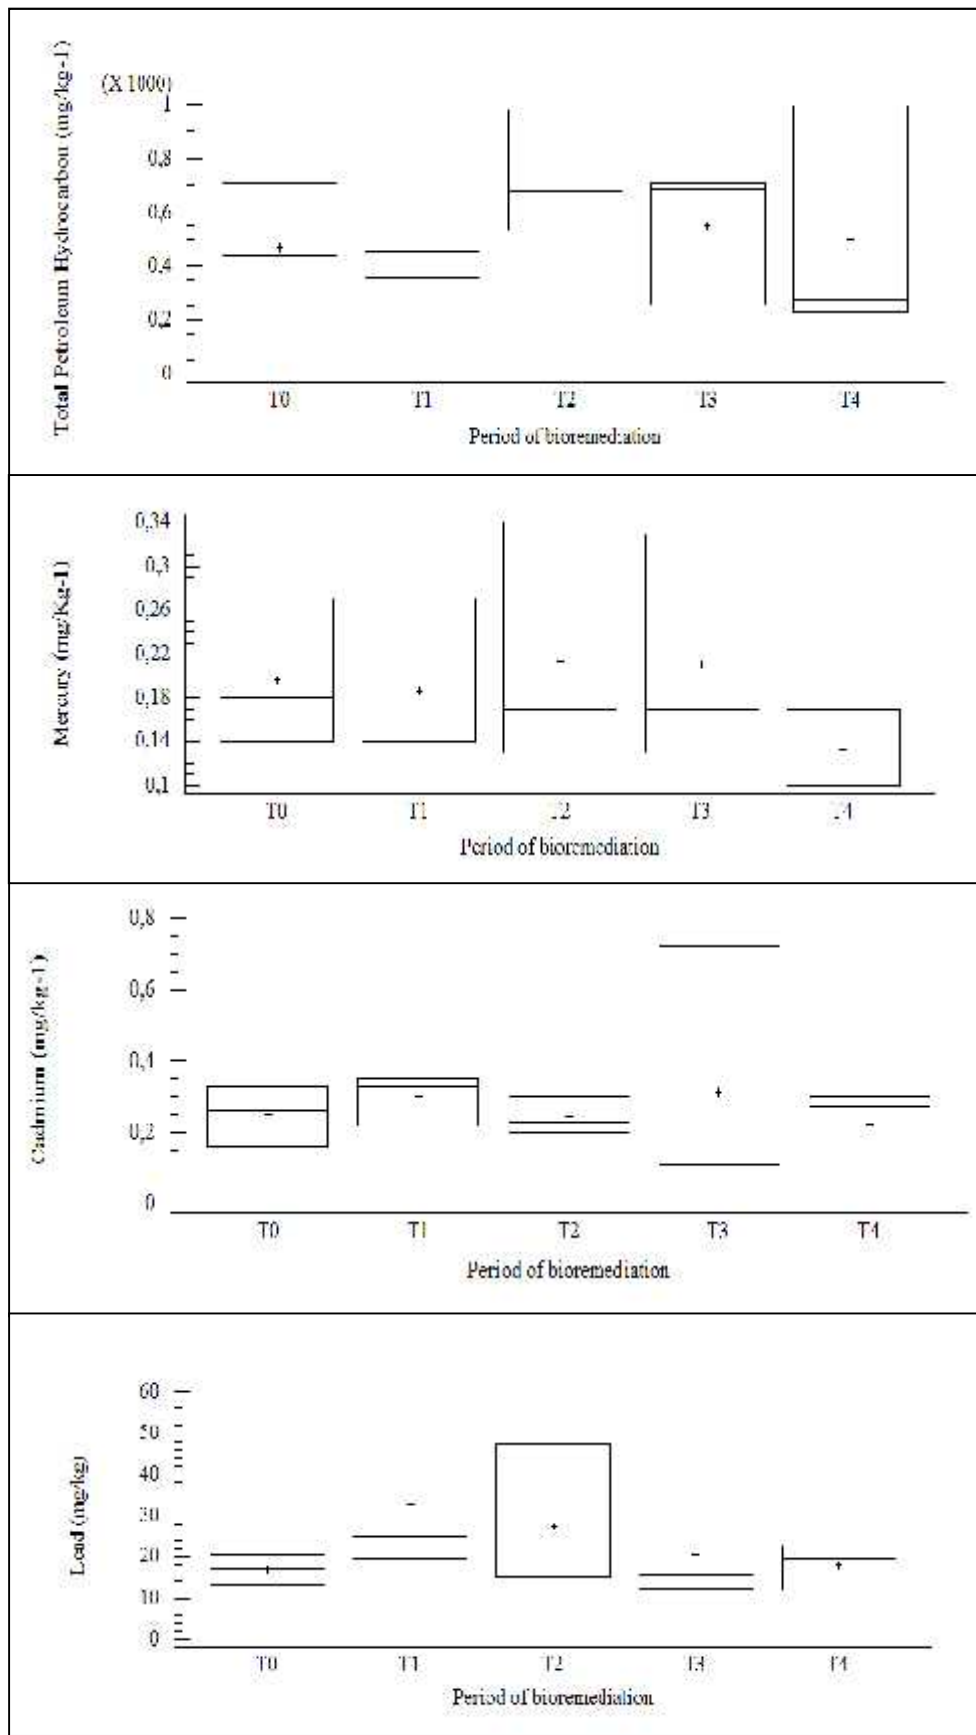 Total Petroleum Hydrocarbon (mg/kg-1)
(X 1000)
1
0,8
0,6
0,4
0,2
0
T0 T1 T2 T3 T4
Period of bioremediation
Mercury (mg/Kg-1)
0,34
0,3
0,26
0,22
0,18
0,14
0,1
T0 T1 T2 T3 T4
Period of bioremediation
Cadmium (mg/kg-1)
0,8
0,6
0,4
0,2
0
T0 T1 T2 T3 T4
Period of bioremediation
Lead (mg/kg)
60
50
40
30
20
10
0
T0 T1 T2 T3 T4
Period of bioremediation